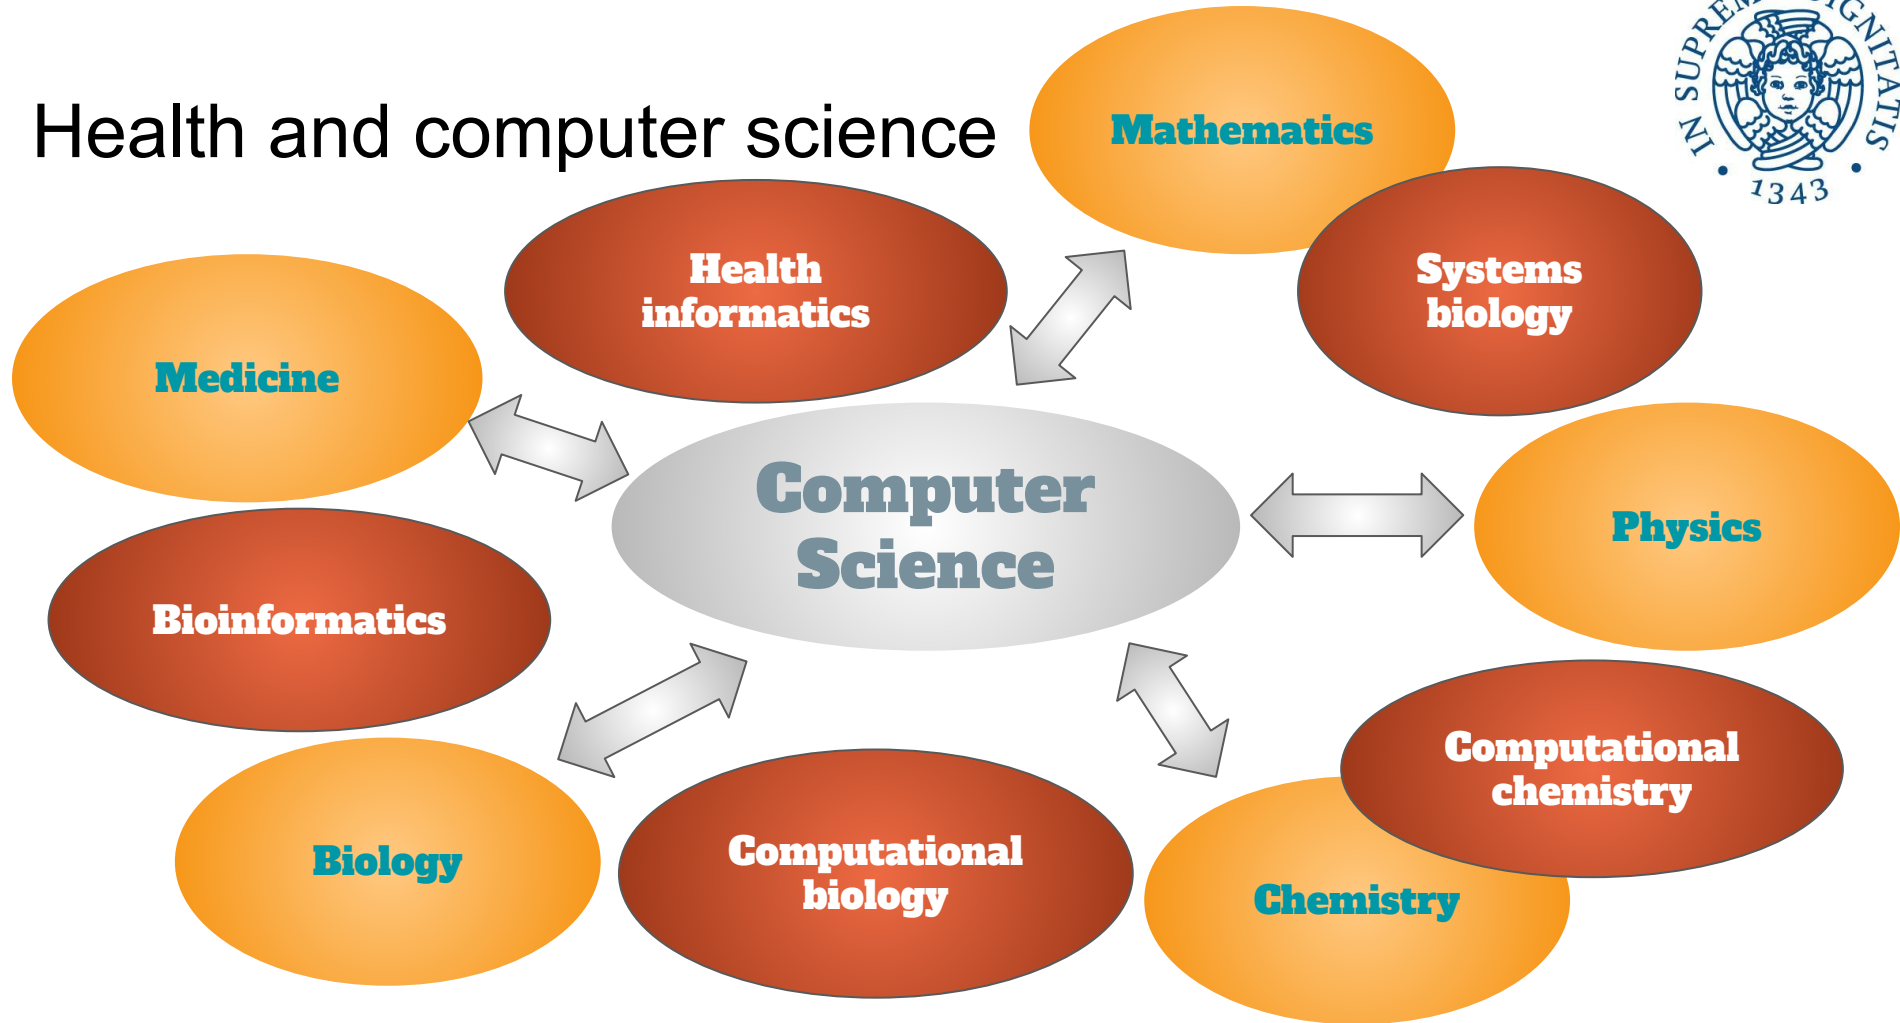 Health and computer science
IN SUPREMÆ DIGNITATIS
1343
Mathematics
Health
informatics
Systems
biology
Medicine
Computer
Science
Physics
Bioinformatics
Computational
chemistry
Biology
Computational
biology
Chemistry